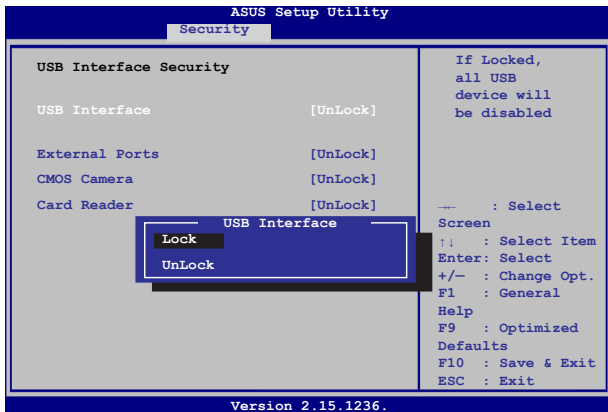 ASUS Setup Utility
Security
USB Interface Security
USB Interface [UnLock]
External Ports [UnLock]
CMOS Camera [UnLock]
Card Reader [UnLock]
USB Interface
Lock
UnLock
If Locked,
all USB
device will
be disabled
→← : Select
Screen
↑↓ : Select Item
Enter: Select
+/— : Change Opt.
F1 : General
Help
F9 : Optimized
Defaults
F10 : Save & Exit
ESC : Exit
Version 2.15.1236.